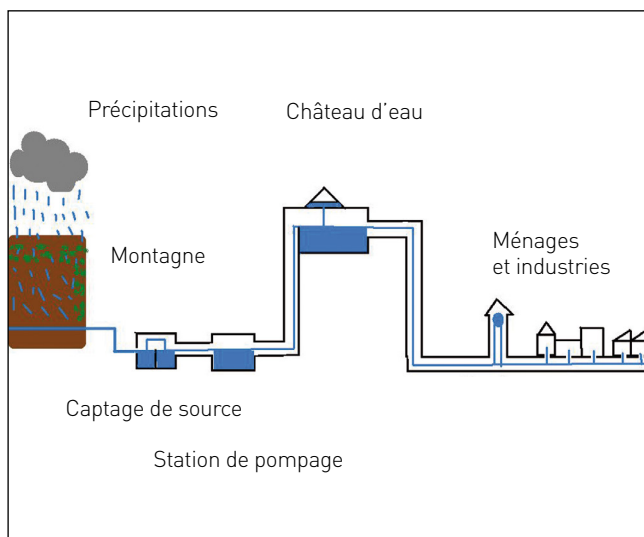 Précipitations
Château d’eau
Montagne
Ménages
et industries
Captage de source
Station de pompage